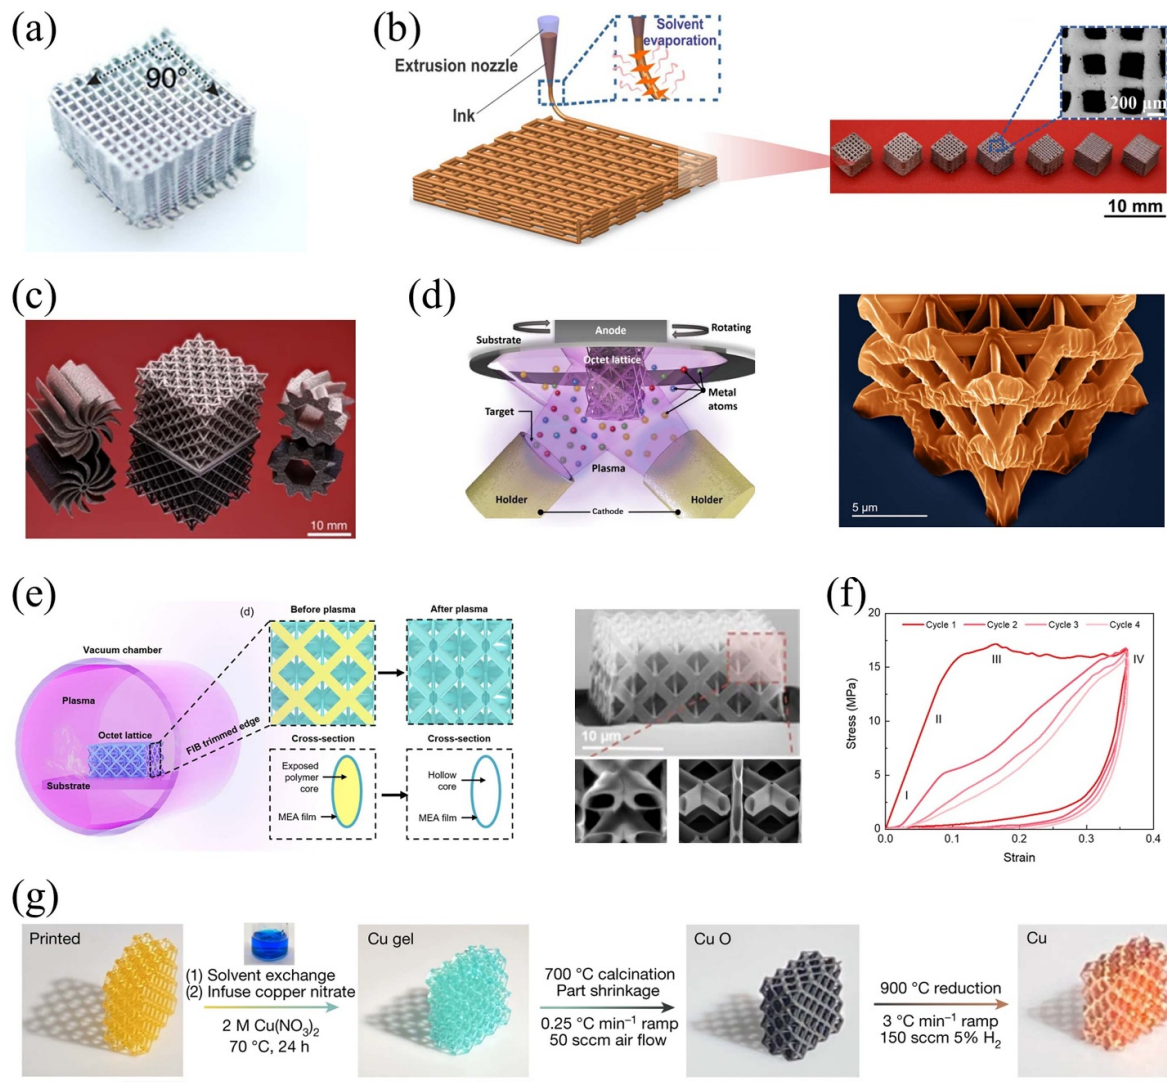 (a)
90°
(b)
Extrusion nozzle
Ink
Solvent
evaporation
200 µm
10 mm
(c)
10 mm
(d)
Substrate
Anode
Rotating
Octet lattice
Metal
atoms
Target
Plasma
Holder
Holder
Cathode
5 µm
(e)
(d)
Vacuum chamber
Plasma
Octet lattice
Substrate
FIB trimmed edge
Before plasma
After plasma
Cross-section
Cross-section
Exposed
polymer
core
MEA film
Hollow
core
MEA film
10 µm
(f)
Stress (MPa)
20
15
10
5
0
Cycle 1
Cycle 2
Cycle 3
Cycle 4
I
II
III
IV
0.0
0.1
0.2
0.3
0.4
Strain
(g)
Printed
(1) Solvent exchange
(2) Infuse copper nitrate
2 M Cu(NO₃)₂
70 °C, 24 h
Cu gel
700 °C calcination
Part shrinkage
0.25 °C min⁻¹ ramp
50 sccm air flow
Cu O
900 °C reduction
3 °C min⁻¹ ramp
150 sccm 5% H₂
Cu